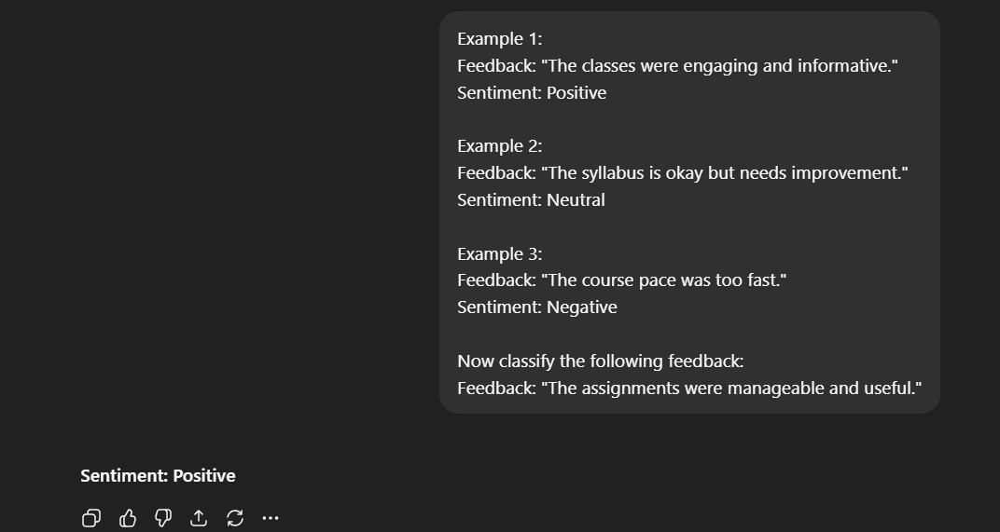 Example 1:
Feedback: "The classes were engaging and informative."
Sentiment: Positive
Example 2:
Feedback: "The syllabus is okay but needs improvement."
Sentiment: Neutral
Example 3:
Feedback: "The course pace was too fast."
Sentiment: Negative
Now classify the following feedback:
Feedback: "The assignments were manageable and useful."
Sentiment: Positive